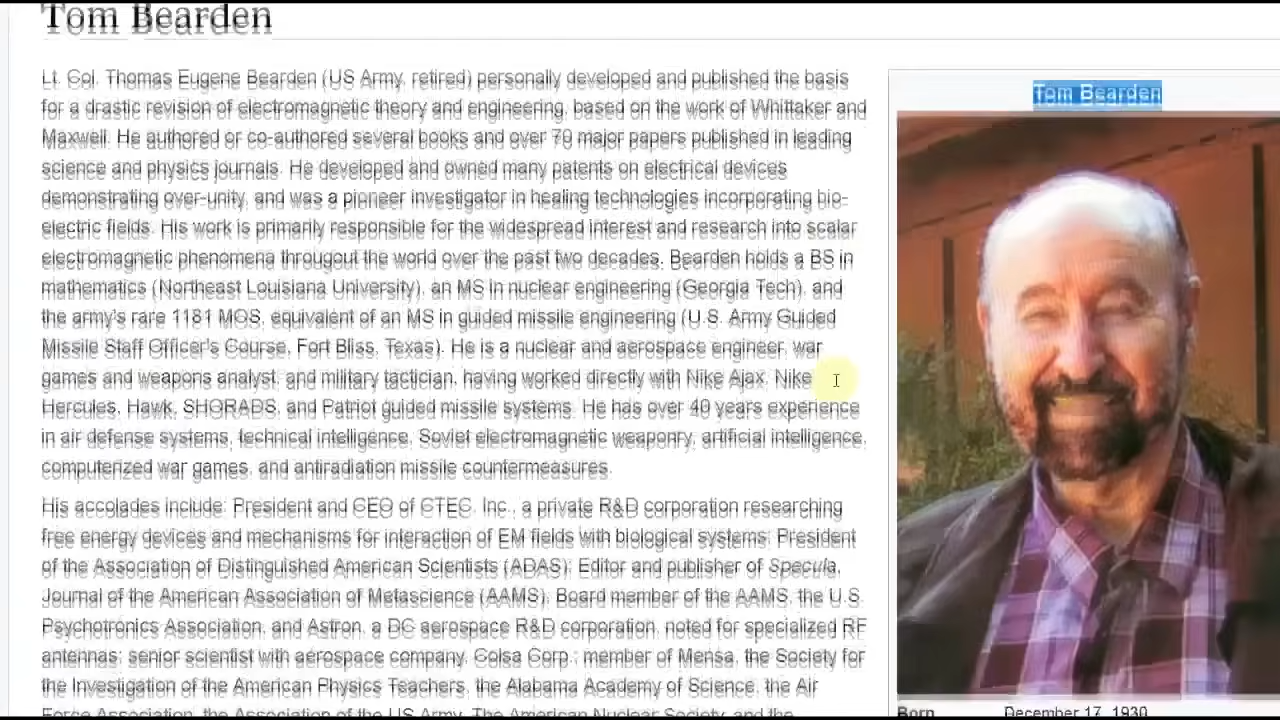 Tom Bearden
Lt. Col. Thomas Eugene Bearden (US Army, retired) personally developed and published the basis
for a drastic revision of electromagnetic theory and engineering, based on the work of Whittaker and
Maxwell. He authored or co-authored several books and over 70 major papers published in leading
science and physics journals. He developed and owned many patents on electrical devices
demonstrating over-unity, and was a pioneer investigator in healing technologies incorporating bio-
electric fields. His work is primarily responsible for the widespread interest and research into scalar
electromagnetic phenomena througout the world over the past two decades. Bearden holds a BS in
mathematics (Northeast Louisiana University), an MS in nuclear engineering (Georgia Tech), and
the army's rare 1181 MOS, equivalent of an MS in guided missile engineering (U.S. Army Guided
Missile Staff Officer's Course, Fort Bliss, Texas). He is a nuclear and aerospace engineer, war
games and weapons analyst, and military tactician, having worked directly with Nike Ajax, Nike
Hercules, Hawk, SHORADS, and Patriot guided missile systems. He has over 40 years experience
in air defense systems, technical intelligence, Soviet electromagnetic weaponry, artificial intelligence,
computerized war games, and antiradiation missile countermeasures.
His accolades include: President and CEO of CTEC, Inc., a private R&D corporation researching
free energy devices and mechanisms for interaction of EM fields with biological systems; President
of the Association of Distinguished American Scientists (ADAS); Editor and publisher of Specula,
Journal of the American Association of Metascience (AAMS), Board member of the AAMS, the U.S.
Psychotronics Association, and Astron, a DC aerospace R&D corporation, noted for specialized RF
antennas; senior scientist with aerospace company, Colsa Corp.; member of Mensa, the Society for
the Investigation of the American Physics Teachers, the Alabama Academy of Science, the Air
Force Association, the Association of the US Army, The American Nuclear Society, and the
Tom Bearden
Born December 17, 1930